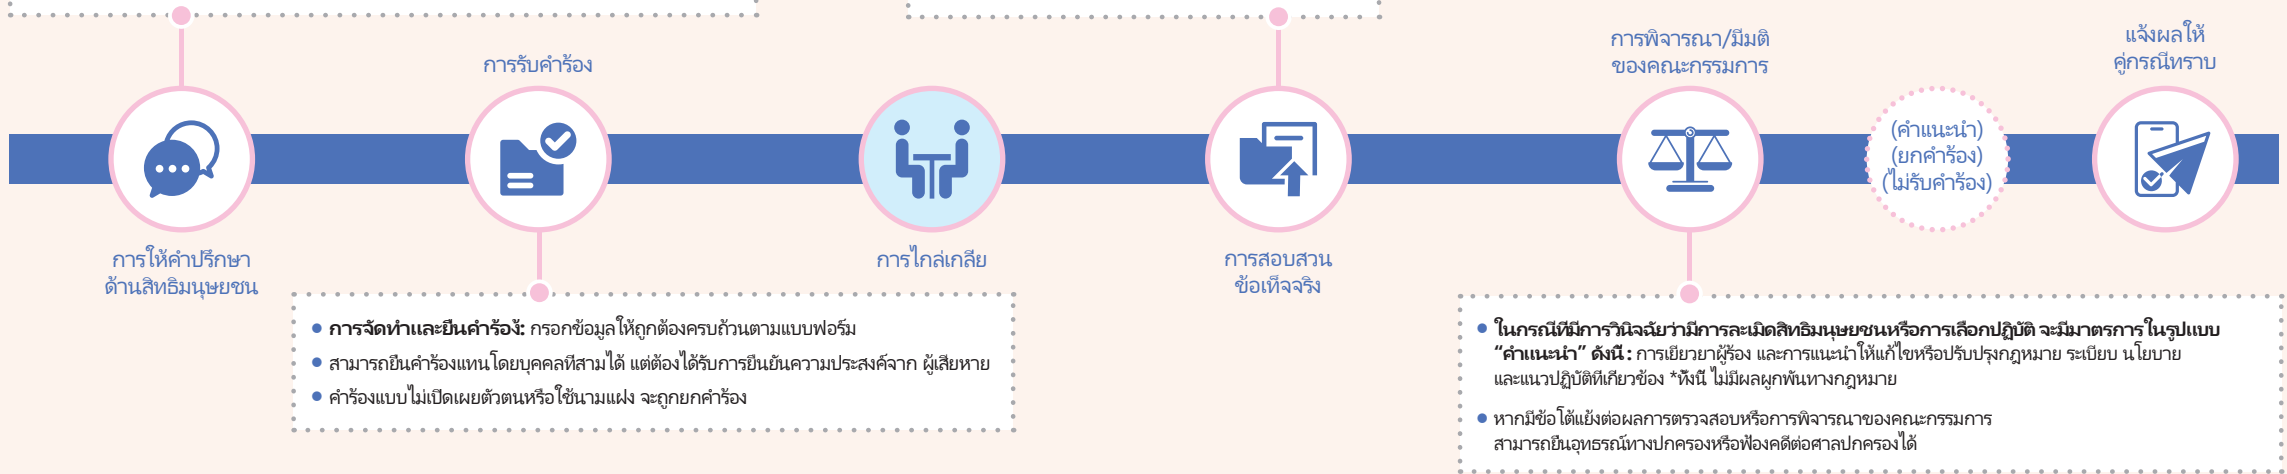 การให้คำปรึกษา
ด้านสิทธิมนุษยชน
การรับคำร้อง
● การจัดทำและยื่นคำร้อง: กรอกข้อมูลให้ถูกต้องครบถ้วนตามแบบฟอร์ม
● สามารถยื่นคำร้องแทนโดยบุคคลที่สามได้ แต่ต้องได้รับการยืนยันความประสงค์จาก ผู้เสียหาย
● คำร้องแบบไม่เปิดเผยตัวตนหรือใช้นามแฝง จะถูกยกคำร้อง
การไกล่เกลี่ย
การสอบสวน
ข้อเท็จจริง
การพิจารณา/มีมติ
ของคณะกรรมการ
● ในกรณีที่มีการวินิจฉัยว่ามีการละเมิดสิทธิมนุษยชนหรือการเลือกปฏิบัติ จะมีมาตรการในรูปแบบ
“คำแนะนำ” ดังนี้ : การเยียวยาผู้ร้อง และการแนะนำให้แก้ไขหรือปรับปรุงกฎหมาย ระเบียบ นโยบาย
และแนวปฏิบัติที่เกี่ยวข้อง *ทั้งนี้ ไม่มีผลผูกพันทางกฎหมาย
● หากมีข้อโต้แย้งต่อผลการตรวจสอบหรือการพิจารณาของคณะกรรมการ
สามารถยื่นอุทธรณ์ทางปกครองหรือฟ้องคดีต่อศาลปกครองได้
(คำแนะนำ)
(ยกคำร้อง)
(ไม่รับคำร้อง)
แจ้งผลให้
คู่กรณีทราบ